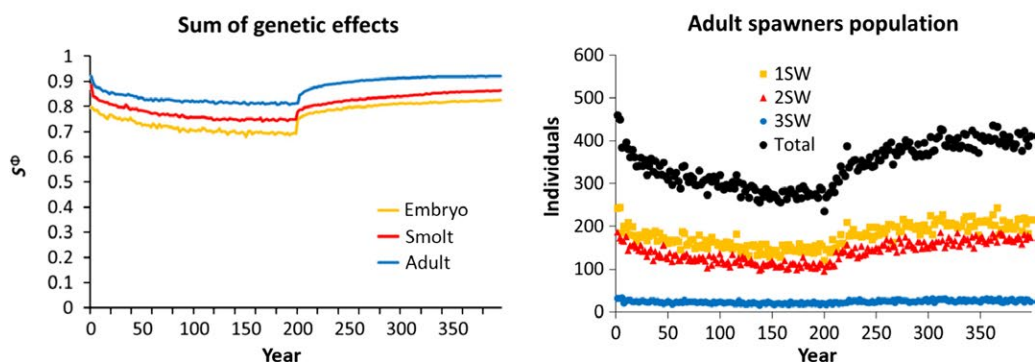 Sum of genetic effects
1
0.9
0.8
0.7
0.6
0.5
0.4
0.3
0.2
0.1
0
SΦ
Embryo
Smolt
Adult
0 50 100 150 200 250 300 350
Year
Adult spawners population
600
500
400
300
200
100
0
Individuals
1SW
2SW
3SW
Total
0 50 100 150 200 250 300 350
Year